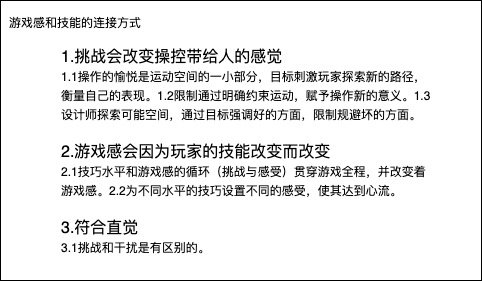 游戏感和技能的连接方式
1.挑战会改变操控带给人的感觉
1.1操作的愉悦是运动空间的一小部分，目标刺激玩家探索新的路径，
衡量自己的表现。1.2限制通过明确约束运动，赋予操作新的意义。1.3
设计师探索可能空间，通过目标强调好的方面，限制规避坏的方面。
2.游戏感会因为玩家的技能改变而改变
2.1技巧水平和游戏感的循环（挑战与感受）贯穿游戏全程，并改变着
游戏感。2.2为不同水平的技巧设置不同的感受，使其达到心流。
3.符合直觉
3.1挑战和干扰是有区别的。